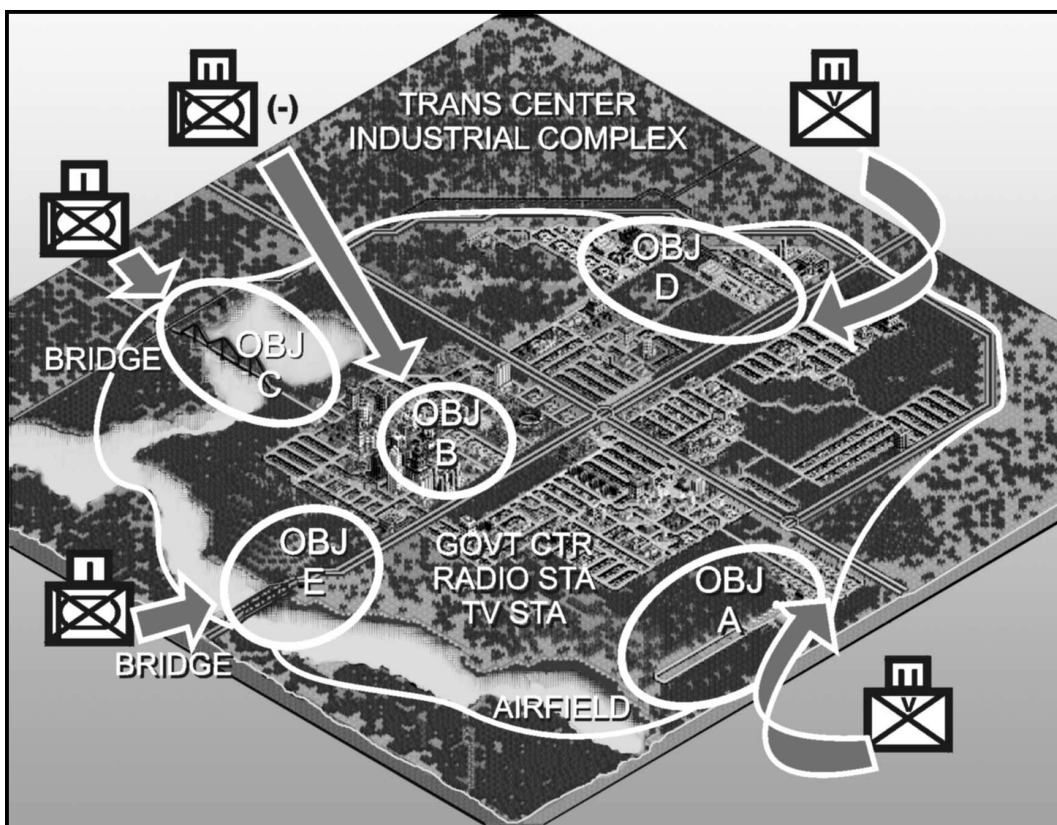 (-)
TRANS CENTER
INDUSTRIAL COMPLEX
V
OBJ
D
BRIDGE
OBJ
C
OBJ
B
OBJ
E
GOVT CTR
RADIO STA
TV STA
OBJ
A
BRIDGE
AIRFIELD
V